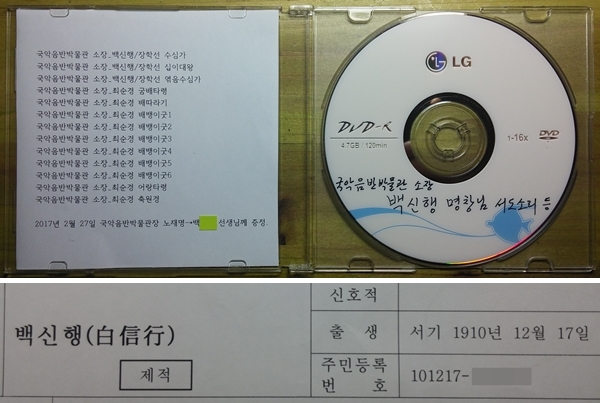 국악음반박물관 소장_백신행/장학선 수심가
국악음반박물관 소장_백신행/장학선 십이대왕
국악음반박물관 소장_백신행/장학선 엮음수심가
국악음반박물관 소장_최순경 궁배타령
국악음반박물관 소장_최순경 배따라기
국악음반박물관 소장_최순경 배뱅이굿1
국악음반박물관 소장_최순경 배뱅이굿2
국악음반박물관 소장_최순경 배뱅이굿3
국악음반박물관 소장_최순경 배뱅이굿4
국악음반박물관 소장_최순경 배뱅이굿5
국악음반박물관 소장_최순경 배뱅이굿6
국악음반박물관 소장_최순경 어랑타령
국악음반박물관 소장_최순경 축원경
2017년 2월 27일 국악음반박물관장 노재명→백 선생님께 증정.
LG
DVD-R
4.7GB 120min.
1-16x
DVD
국악음반박물관 소장
백신행 명창님 서도소리 등
백신행(白信行)
제적
신호적
출 생 서기 1910년 12월 17일
주민등록
번 호
101217-